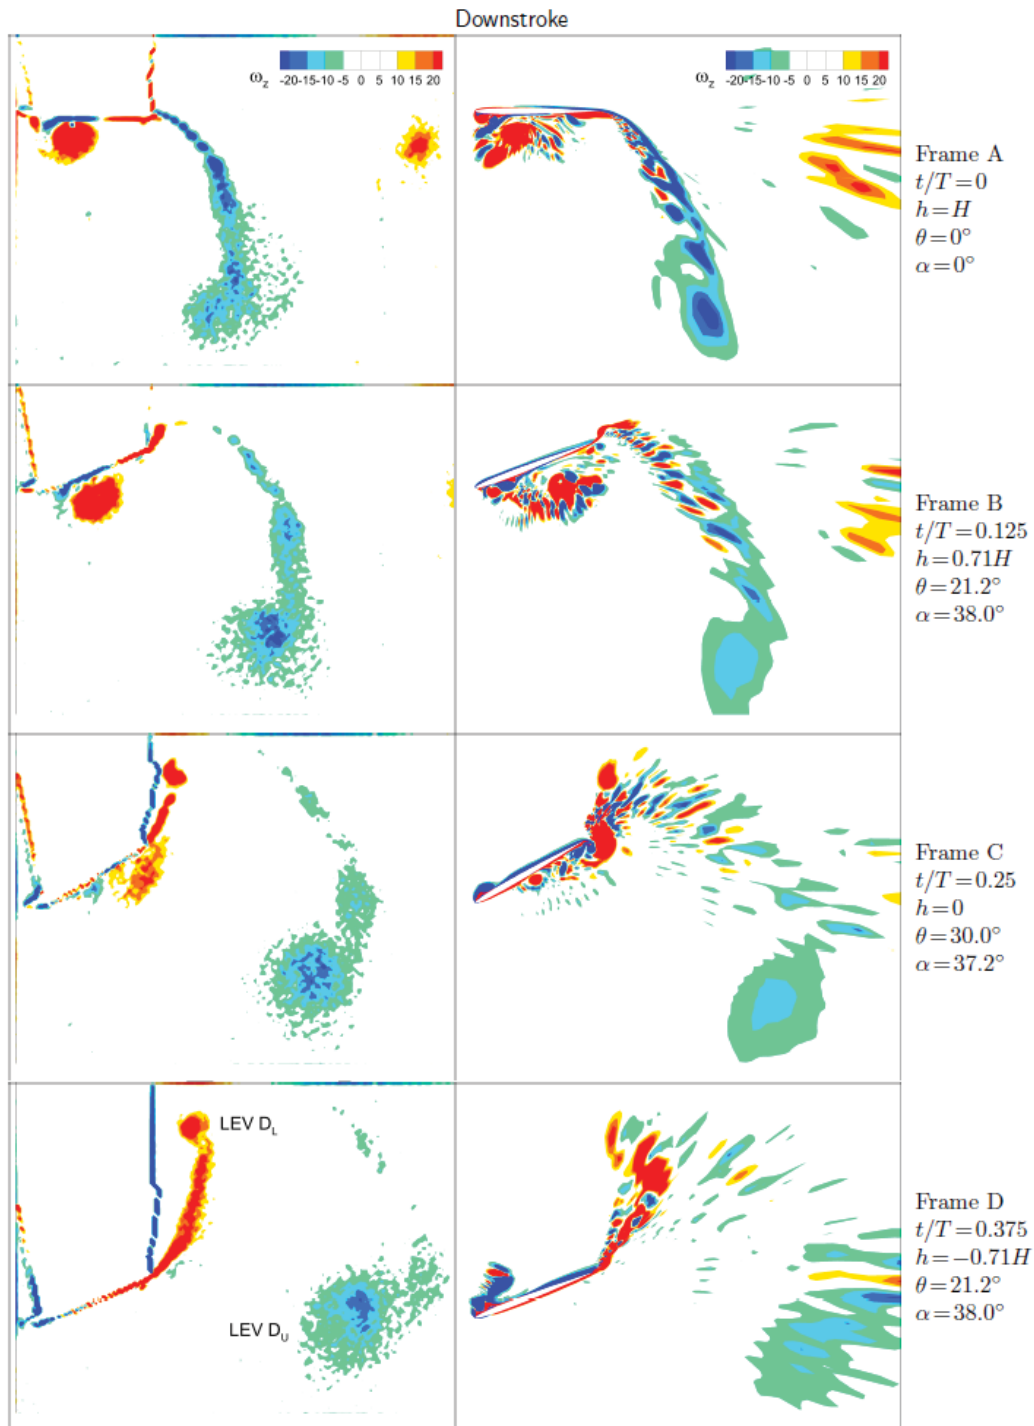 Downstroke
ω_z -20 -15 -10 -5 0 5 10 15 20
ω_z -20 -15 -10 -5 0 5 10 15 20
Frame A
t/T = 0
h = H
θ = 0°
α = 0°
Frame B
t/T = 0.125
h = 0.71H
θ = 21.2°
α = 38.0°
Frame C
t/T = 0.25
h = 0
θ = 30.0°
α = 37.2°
LEV D_L
LEV D_U
Frame D
t/T = 0.375
h = −0.71H
θ = 21.2°
α = 38.0°